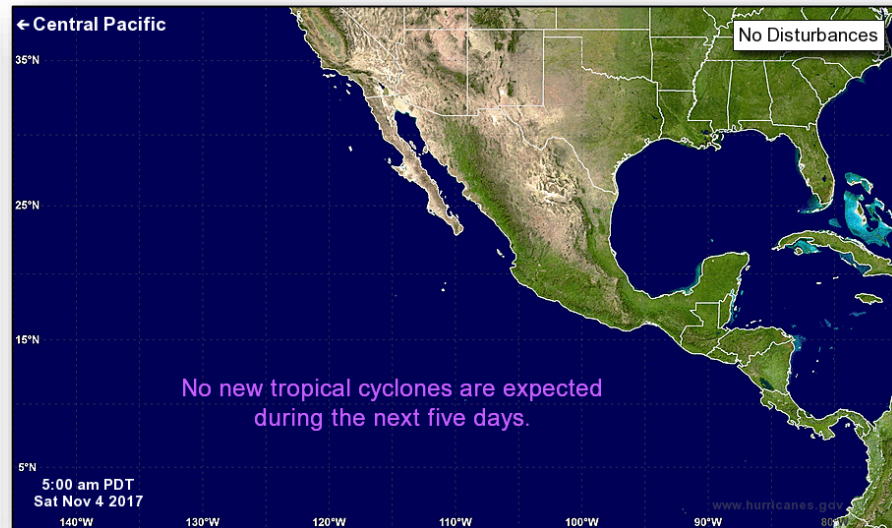 ← Central Pacific
No Disturbances
35°N
25°N
15°N
No new tropical cyclones are expected
during the next five days.
5°N
5:00 am PDT
Sat Nov 4 2017
www.hurricanes.gov
140°W
130°W
120°W
110°W
100°W
90°W
80°W